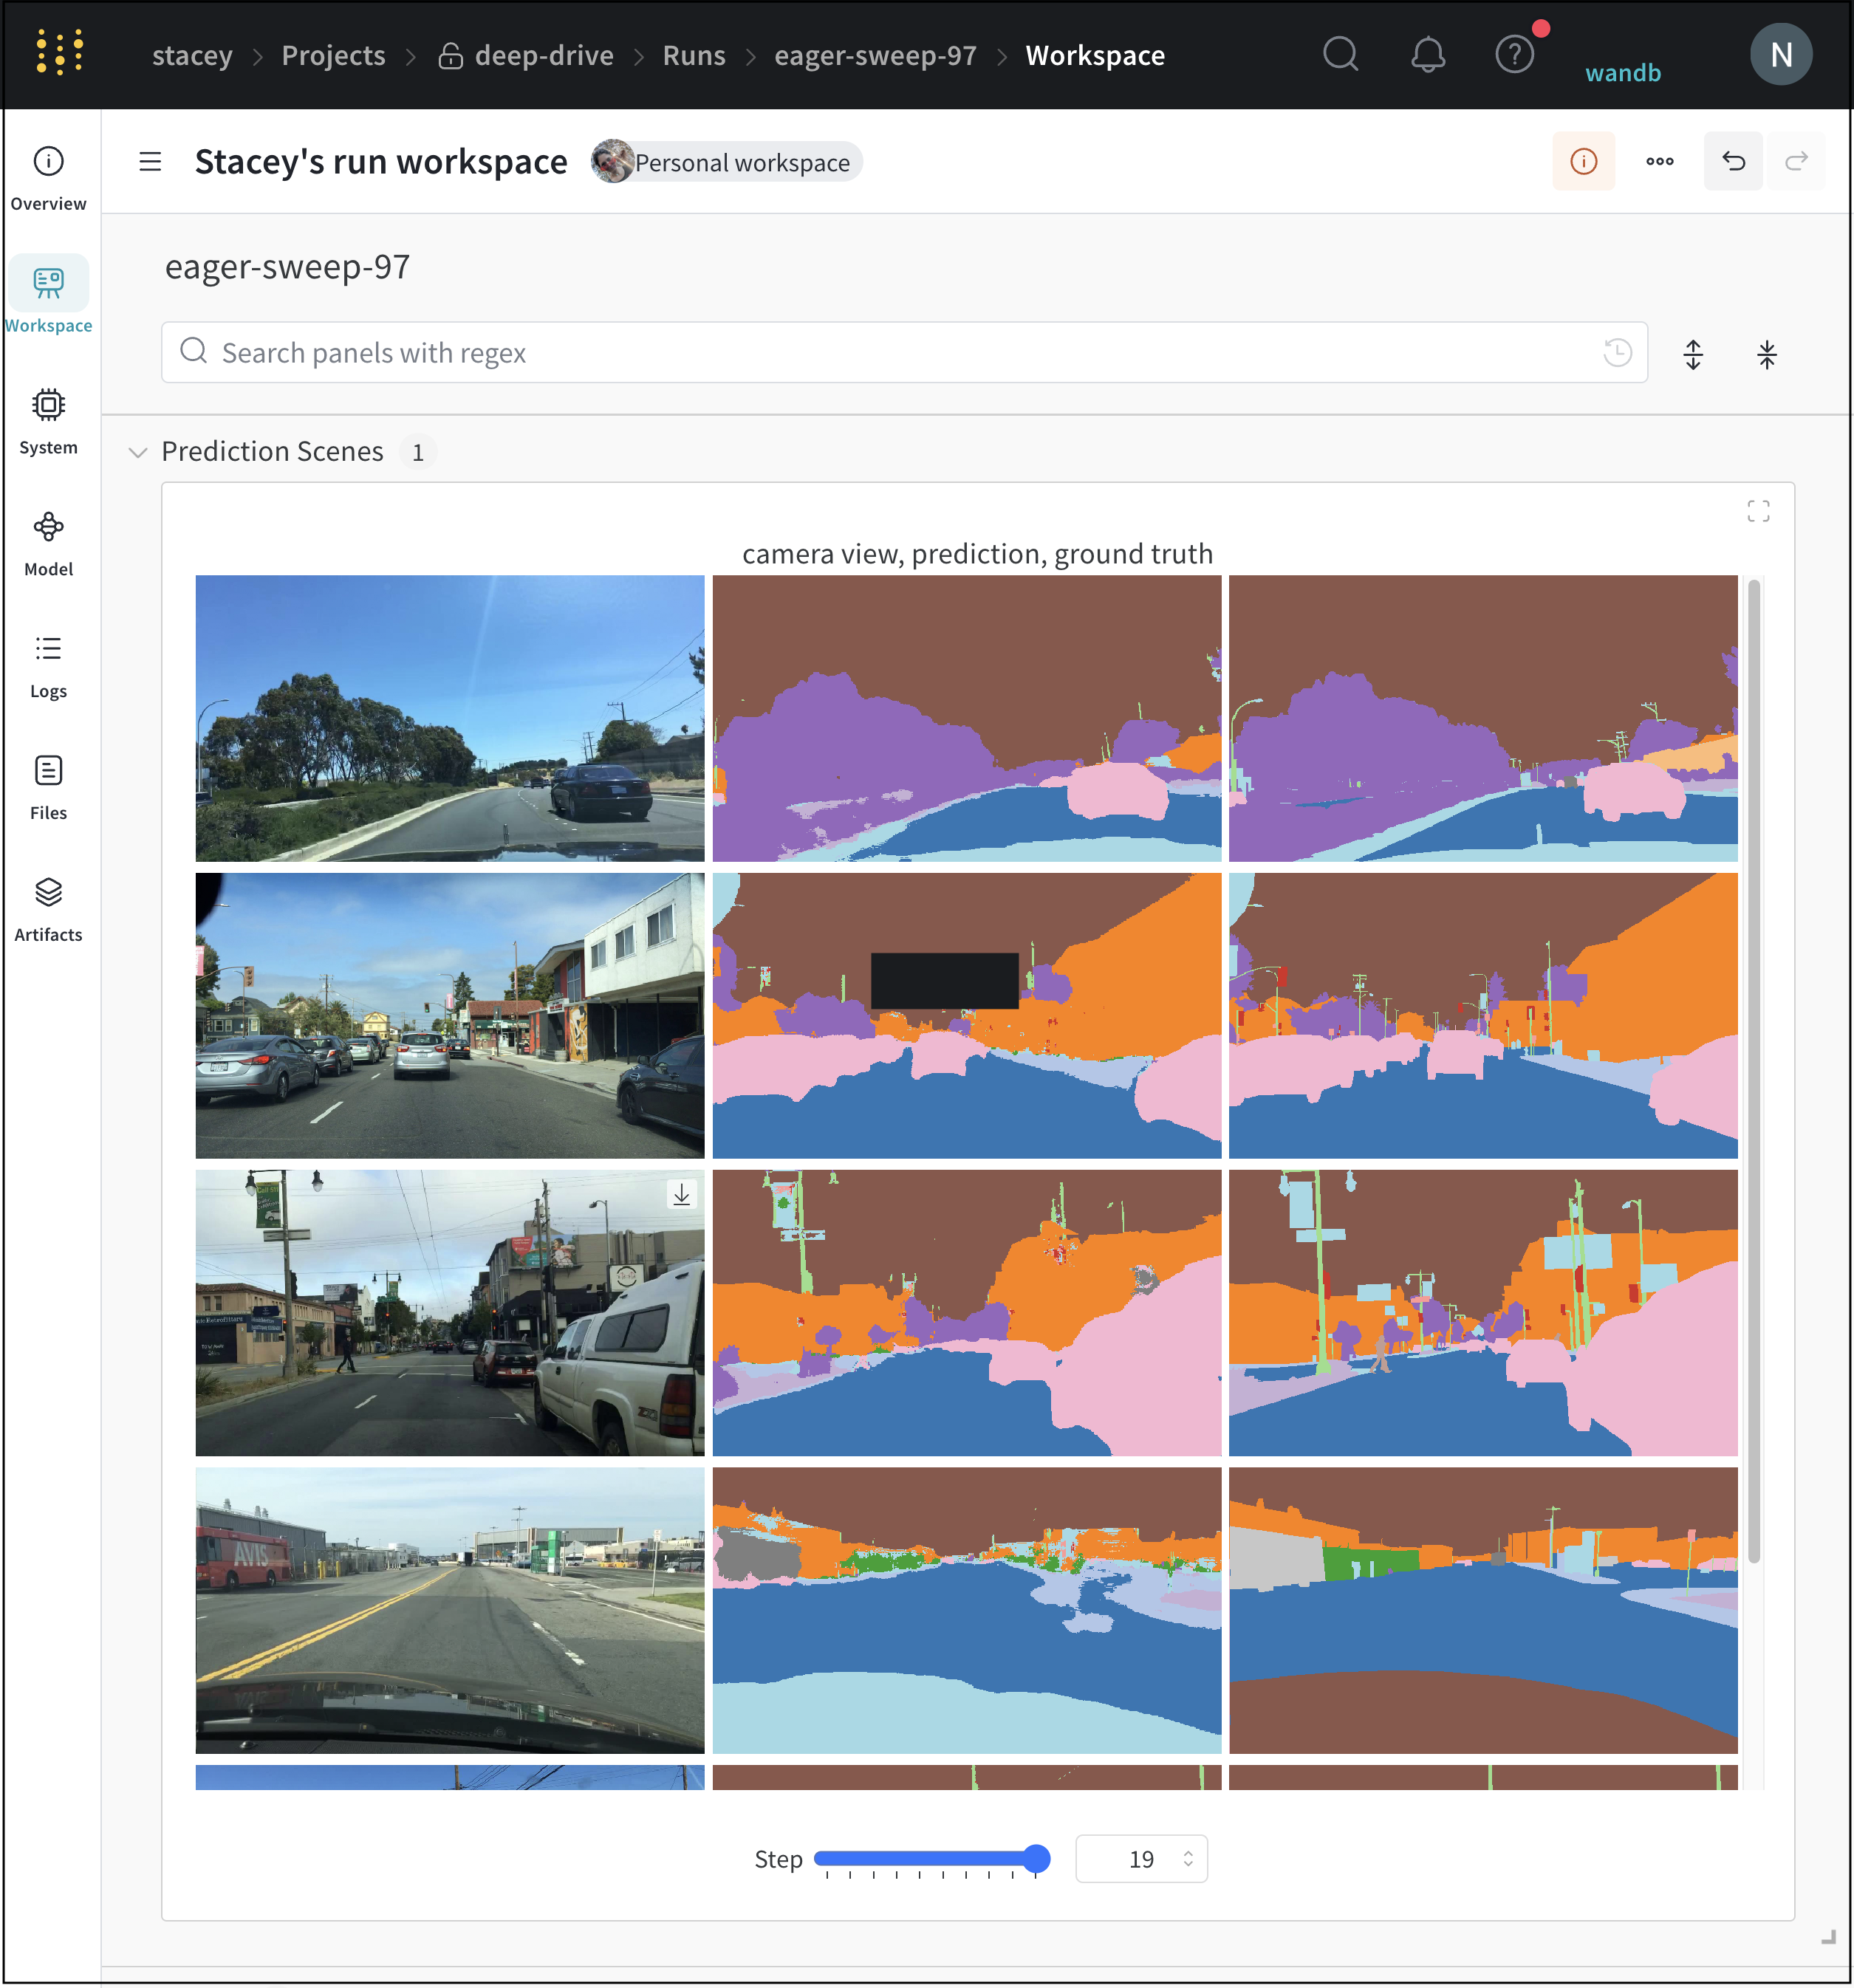 stacey > Projects > deep-drive > Runs > eager-sweep-97 > Workspace
wandb
N
Stacey's run workspace
Personal workspace
Overview
Workspace
System
Model
Logs
Files
Artifacts
eager-sweep-97
Search panels with regex
Prediction Scenes 1
camera view, prediction, ground truth
AVIS
Step 19